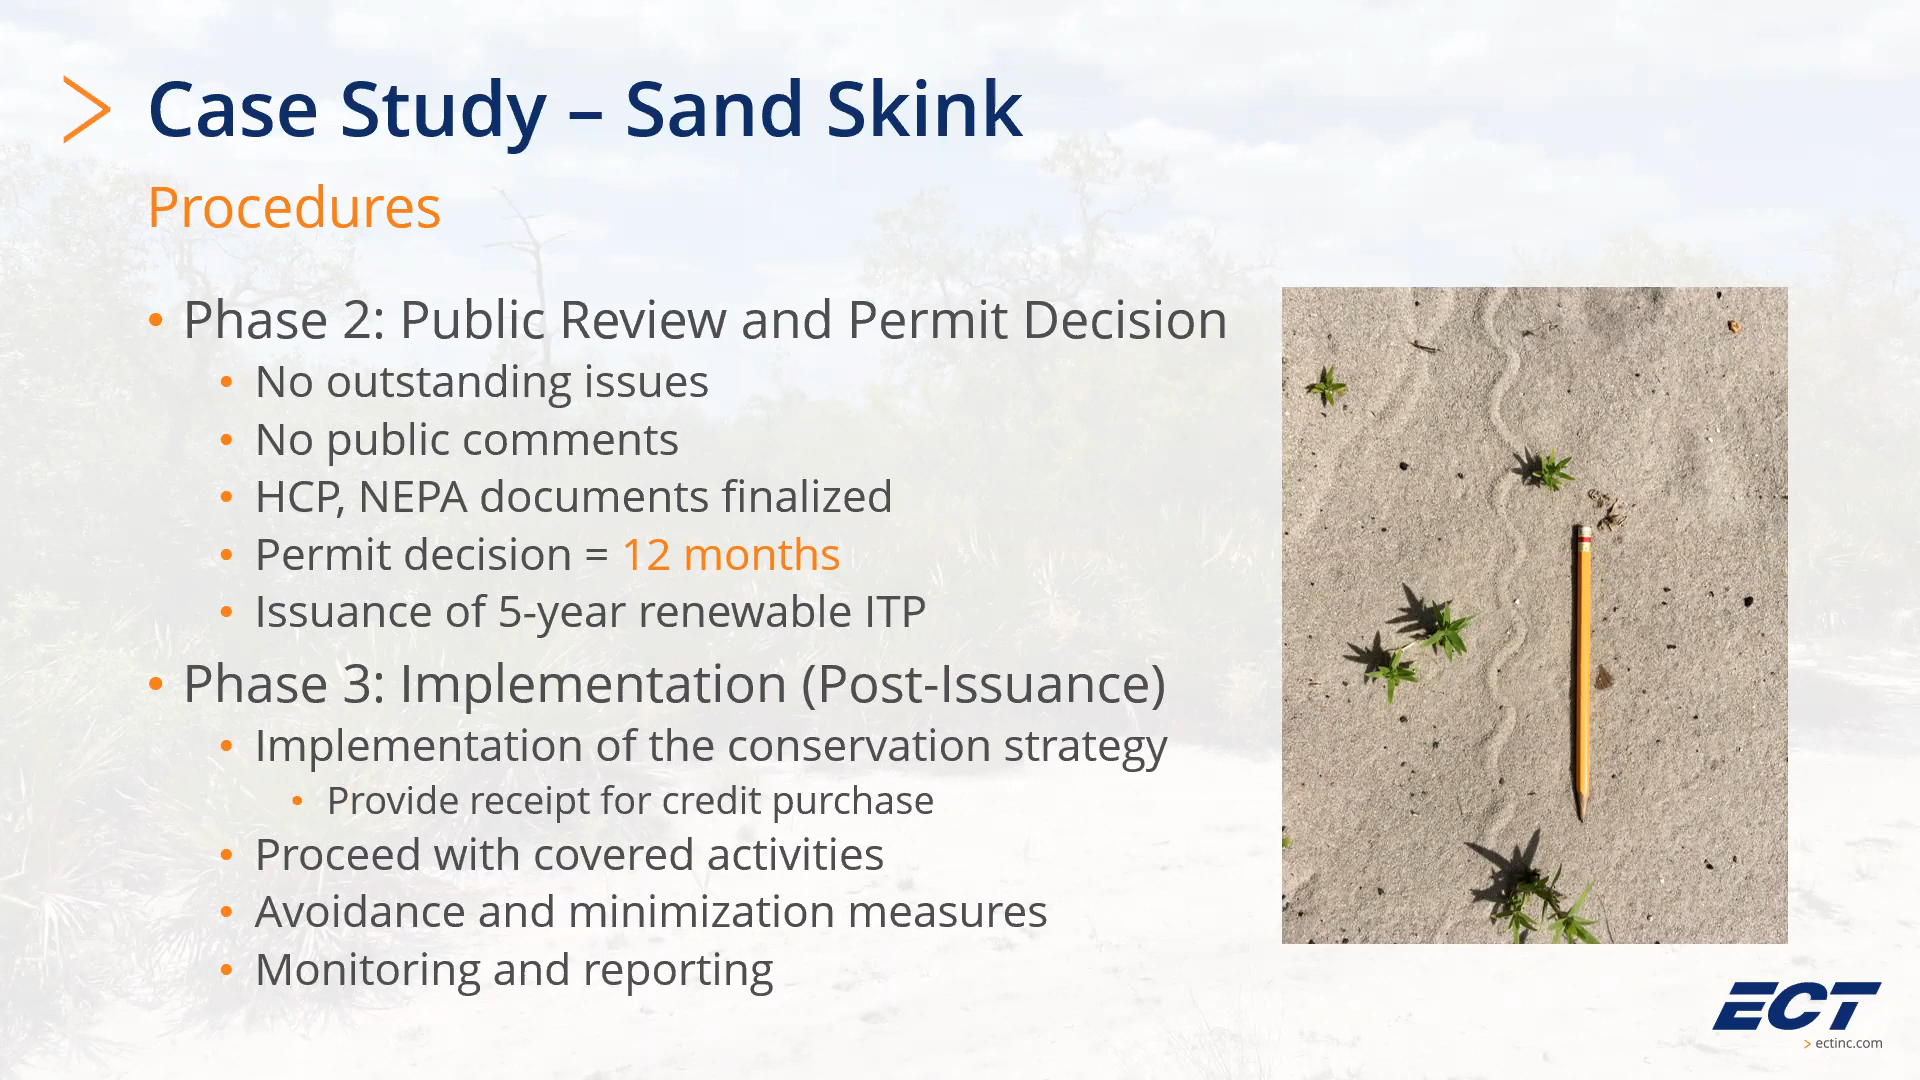 Case Study – Sand Skink
Procedures
• Phase 2: Public Review and Permit Decision
• No outstanding issues
• No public comments
• HCP, NEPA documents finalized
• Permit decision = 12 months
• Issuance of 5-year renewable ITP
• Phase 3: Implementation (Post-Issuance)
• Implementation of the conservation strategy
• Provide receipt for credit purchase
• Proceed with covered activities
• Avoidance and minimization measures
• Monitoring and reporting
ECT
> ectinc.com